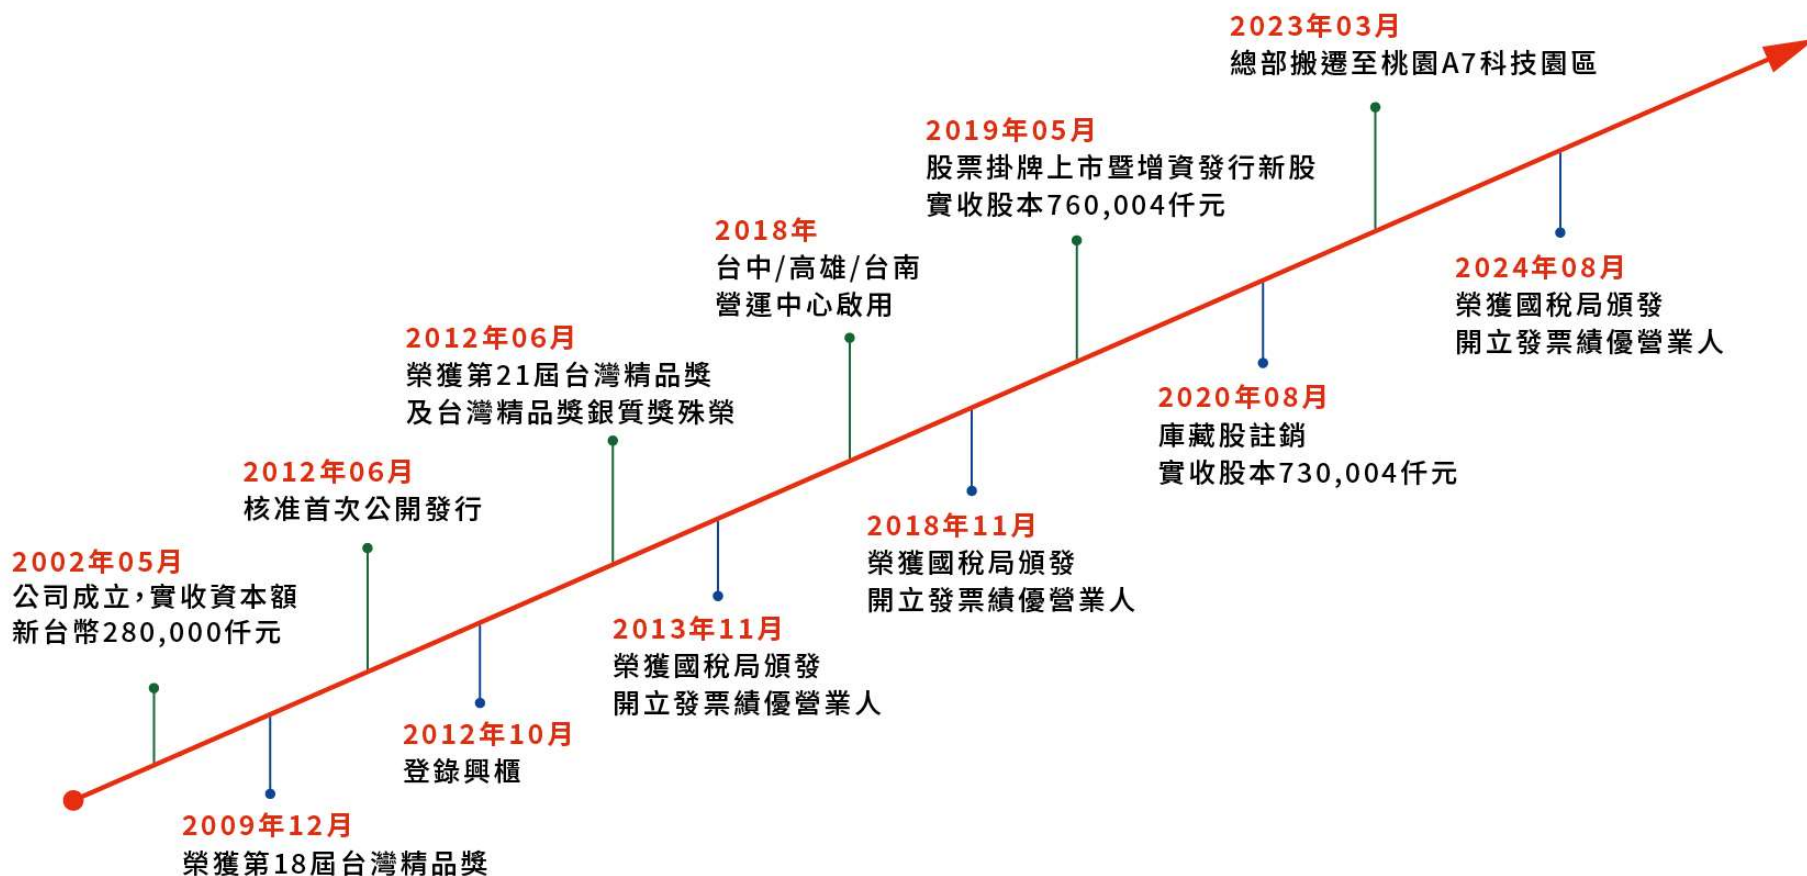 2002年05月
公司成立，實收資本額
新台幣280,000仟元
2009年12月
榮獲第18屆台灣精品獎
2012年06月
核准首次公開發行
2012年10月
登錄興櫃
2012年06月
榮獲第21屆台灣精品獎
及台灣精品獎銀質獎殊榮
2013年11月
榮獲國稅局頒發
開立發票績優營業人
2018年
台中/高雄/台南
營運中心啟用
2018年11月
榮獲國稅局頒發
開立發票績優營業人
2019年05月
股票掛牌上市暨增資發行新股
實收股本760,004仟元
2020年08月
庫藏股註銷
實收股本730,004仟元
2023年03月
總部搬遷至桃園A7科技園區
2024年08月
榮獲國稅局頒發
開立發票績優營業人